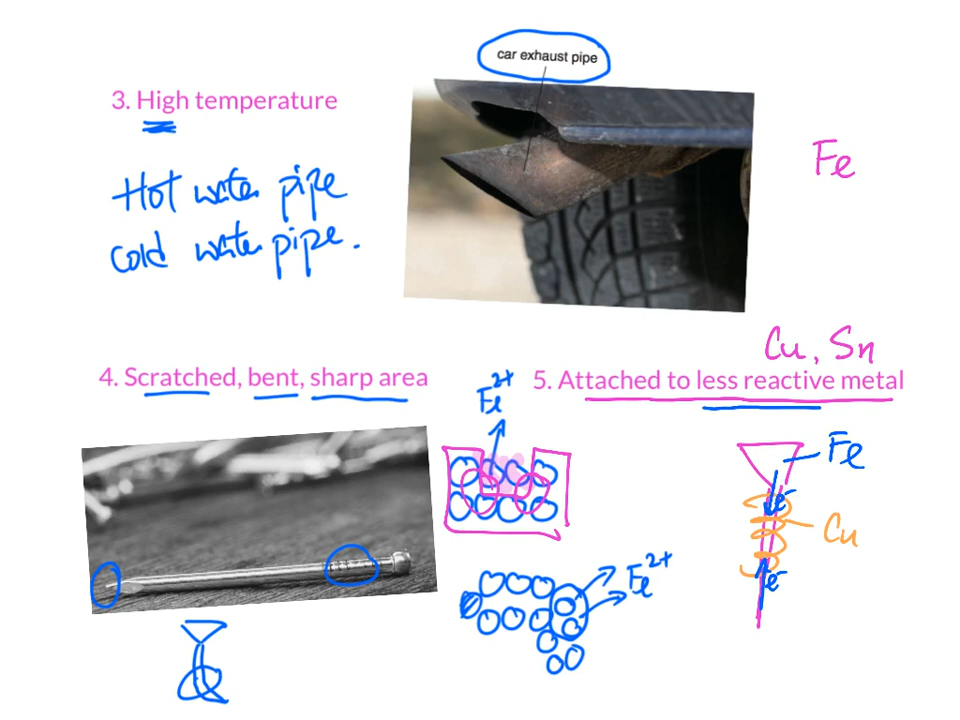 car exhaust pipe
3. High temperature
Fe
Hot water pipe
cold water pipe.
Cu, Sn
4. Scratched, bent, sharp area
5. Attached to less reactive metal
Fe²⁺
Fe
e⁻
Cu
Fe²⁺
e⁻